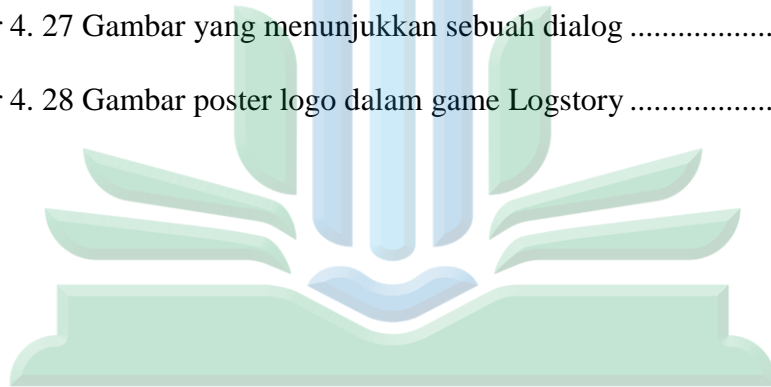 r 4. 27 Gambar yang menunjukkan sebuah dialog ..................
r 4. 28 Gambar poster logo dalam game Logstory ..................